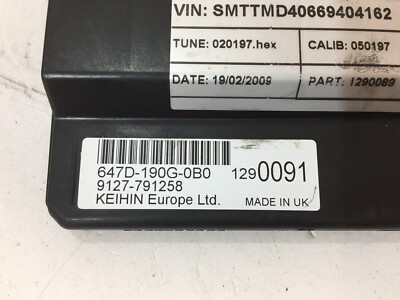 VIN: SMTTMD40669404162
TUNE: 020197.hex CALIB: 050197
DATE: 19/02/2009 PART: 1290089
647D-190G-0B0 1290091
9127-791258
KEIHIN Europe Ltd. MADE IN UK